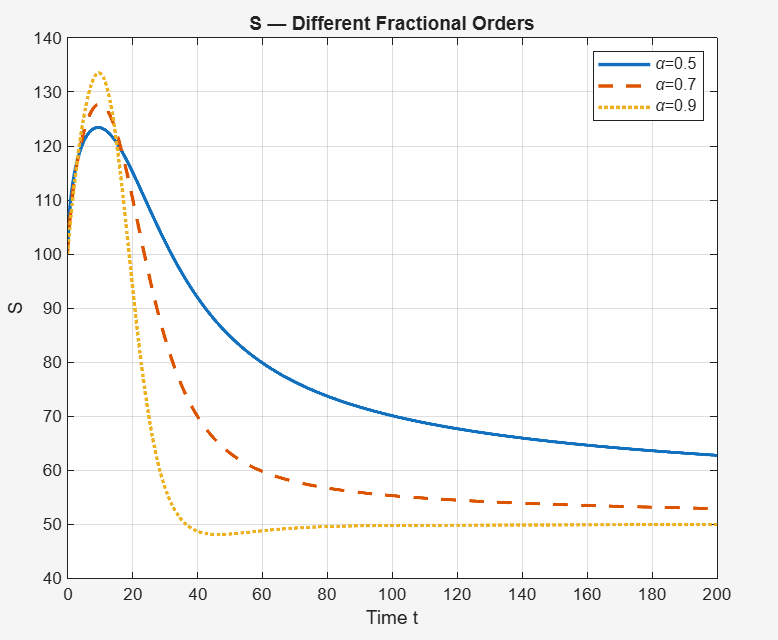 S — Different Fractional Orders
α=0.5
α=0.7
α=0.9
140
130
120
110
100
90
80
70
60
50
40
S
0 20 40 60 80 100 120 140 160 180 200
Time t